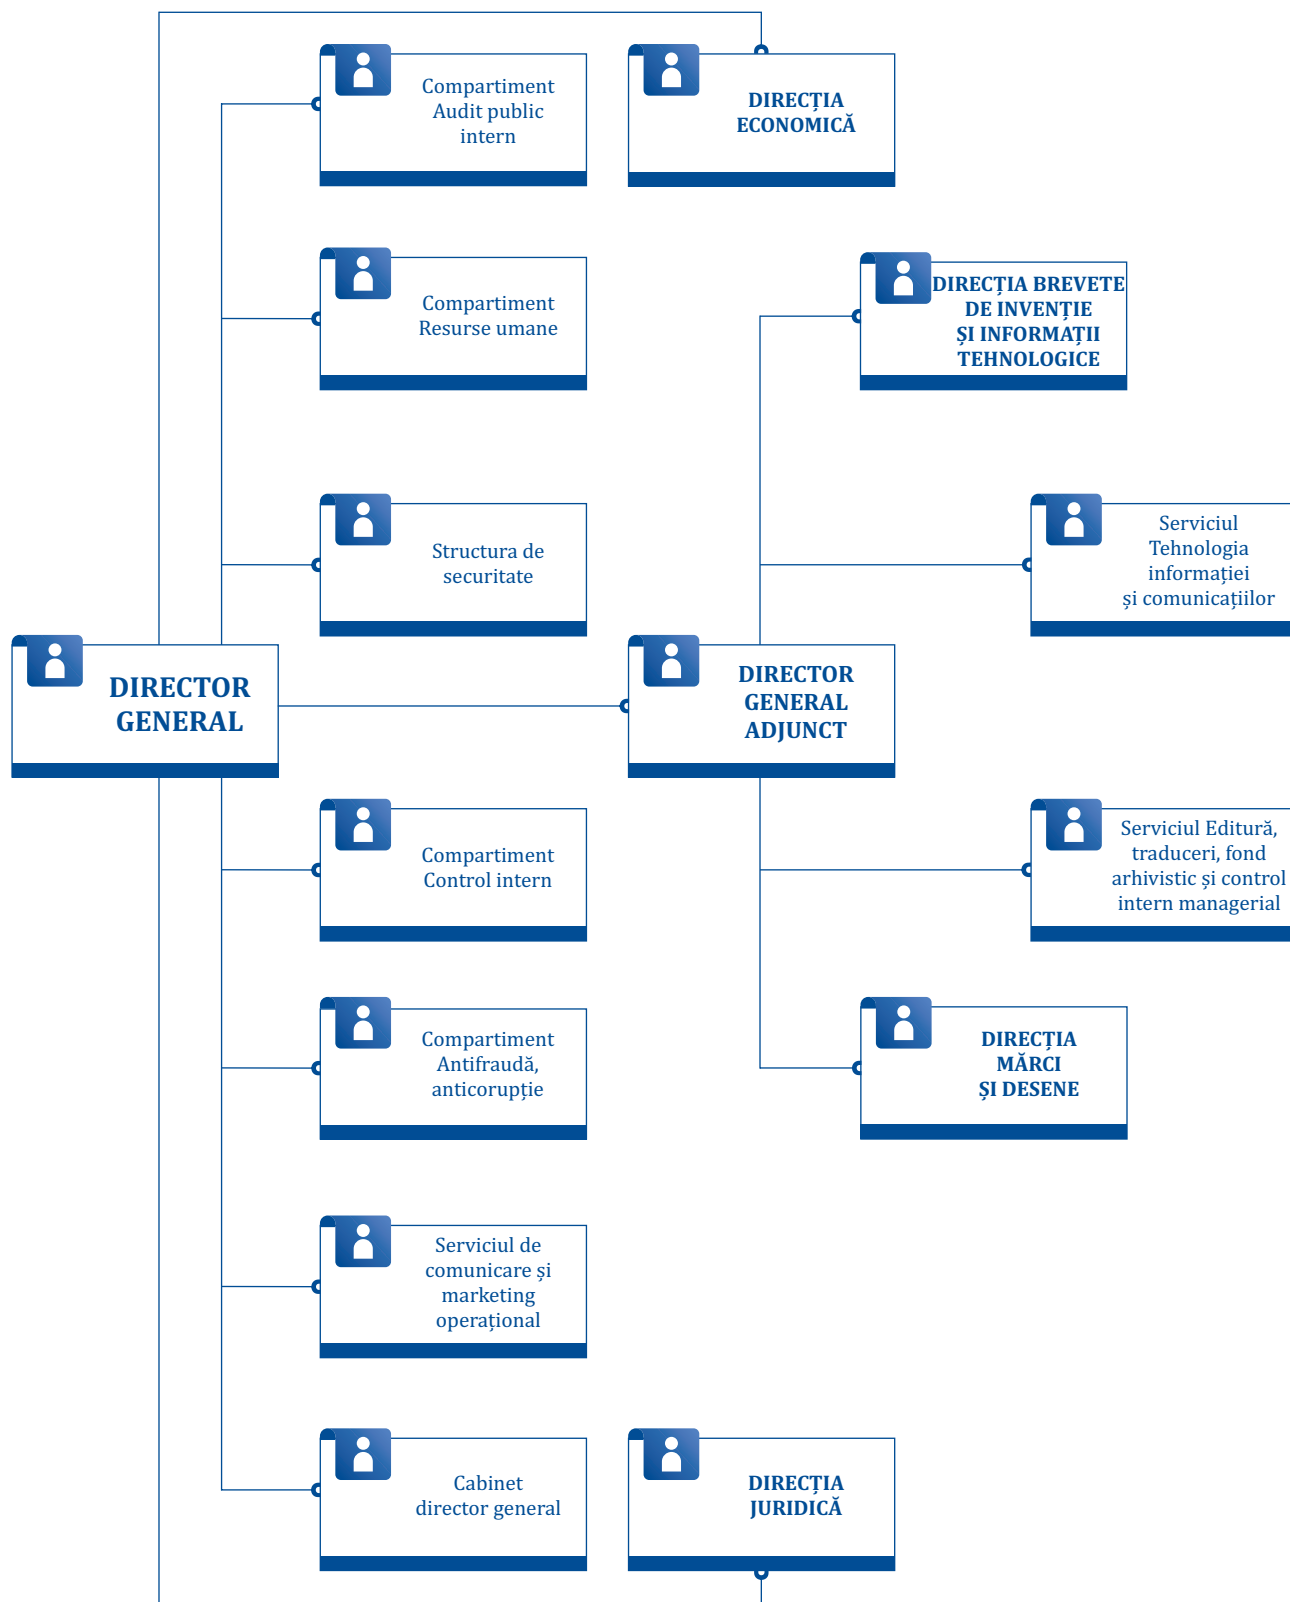 Compartiment
Audit public
intern
DIRECȚIA
ECONOMICĂ
Compartiment
Resurse umane
DIRECȚIA BREVETE
DE INVENȚIE
ȘI INFORMAȚII
TEHNOLOGICE
Structura de
securitate
Serviciul
Tehnologia
informației
și comunicațiilor
DIRECTOR
GENERAL
DIRECTOR
GENERAL
ADJUNCT
Compartiment
Control intern
Serviciul Editură,
traduceri, fond
arhivistic și control
intern managerial
Compartiment
Antifraudă,
anticorupție
DIRECȚIA
MĂRCI
ȘI DESENE
Serviciul de
comunicare și
marketing
operațional
Cabinet
director general
DIRECȚIA
JURIDICĂ